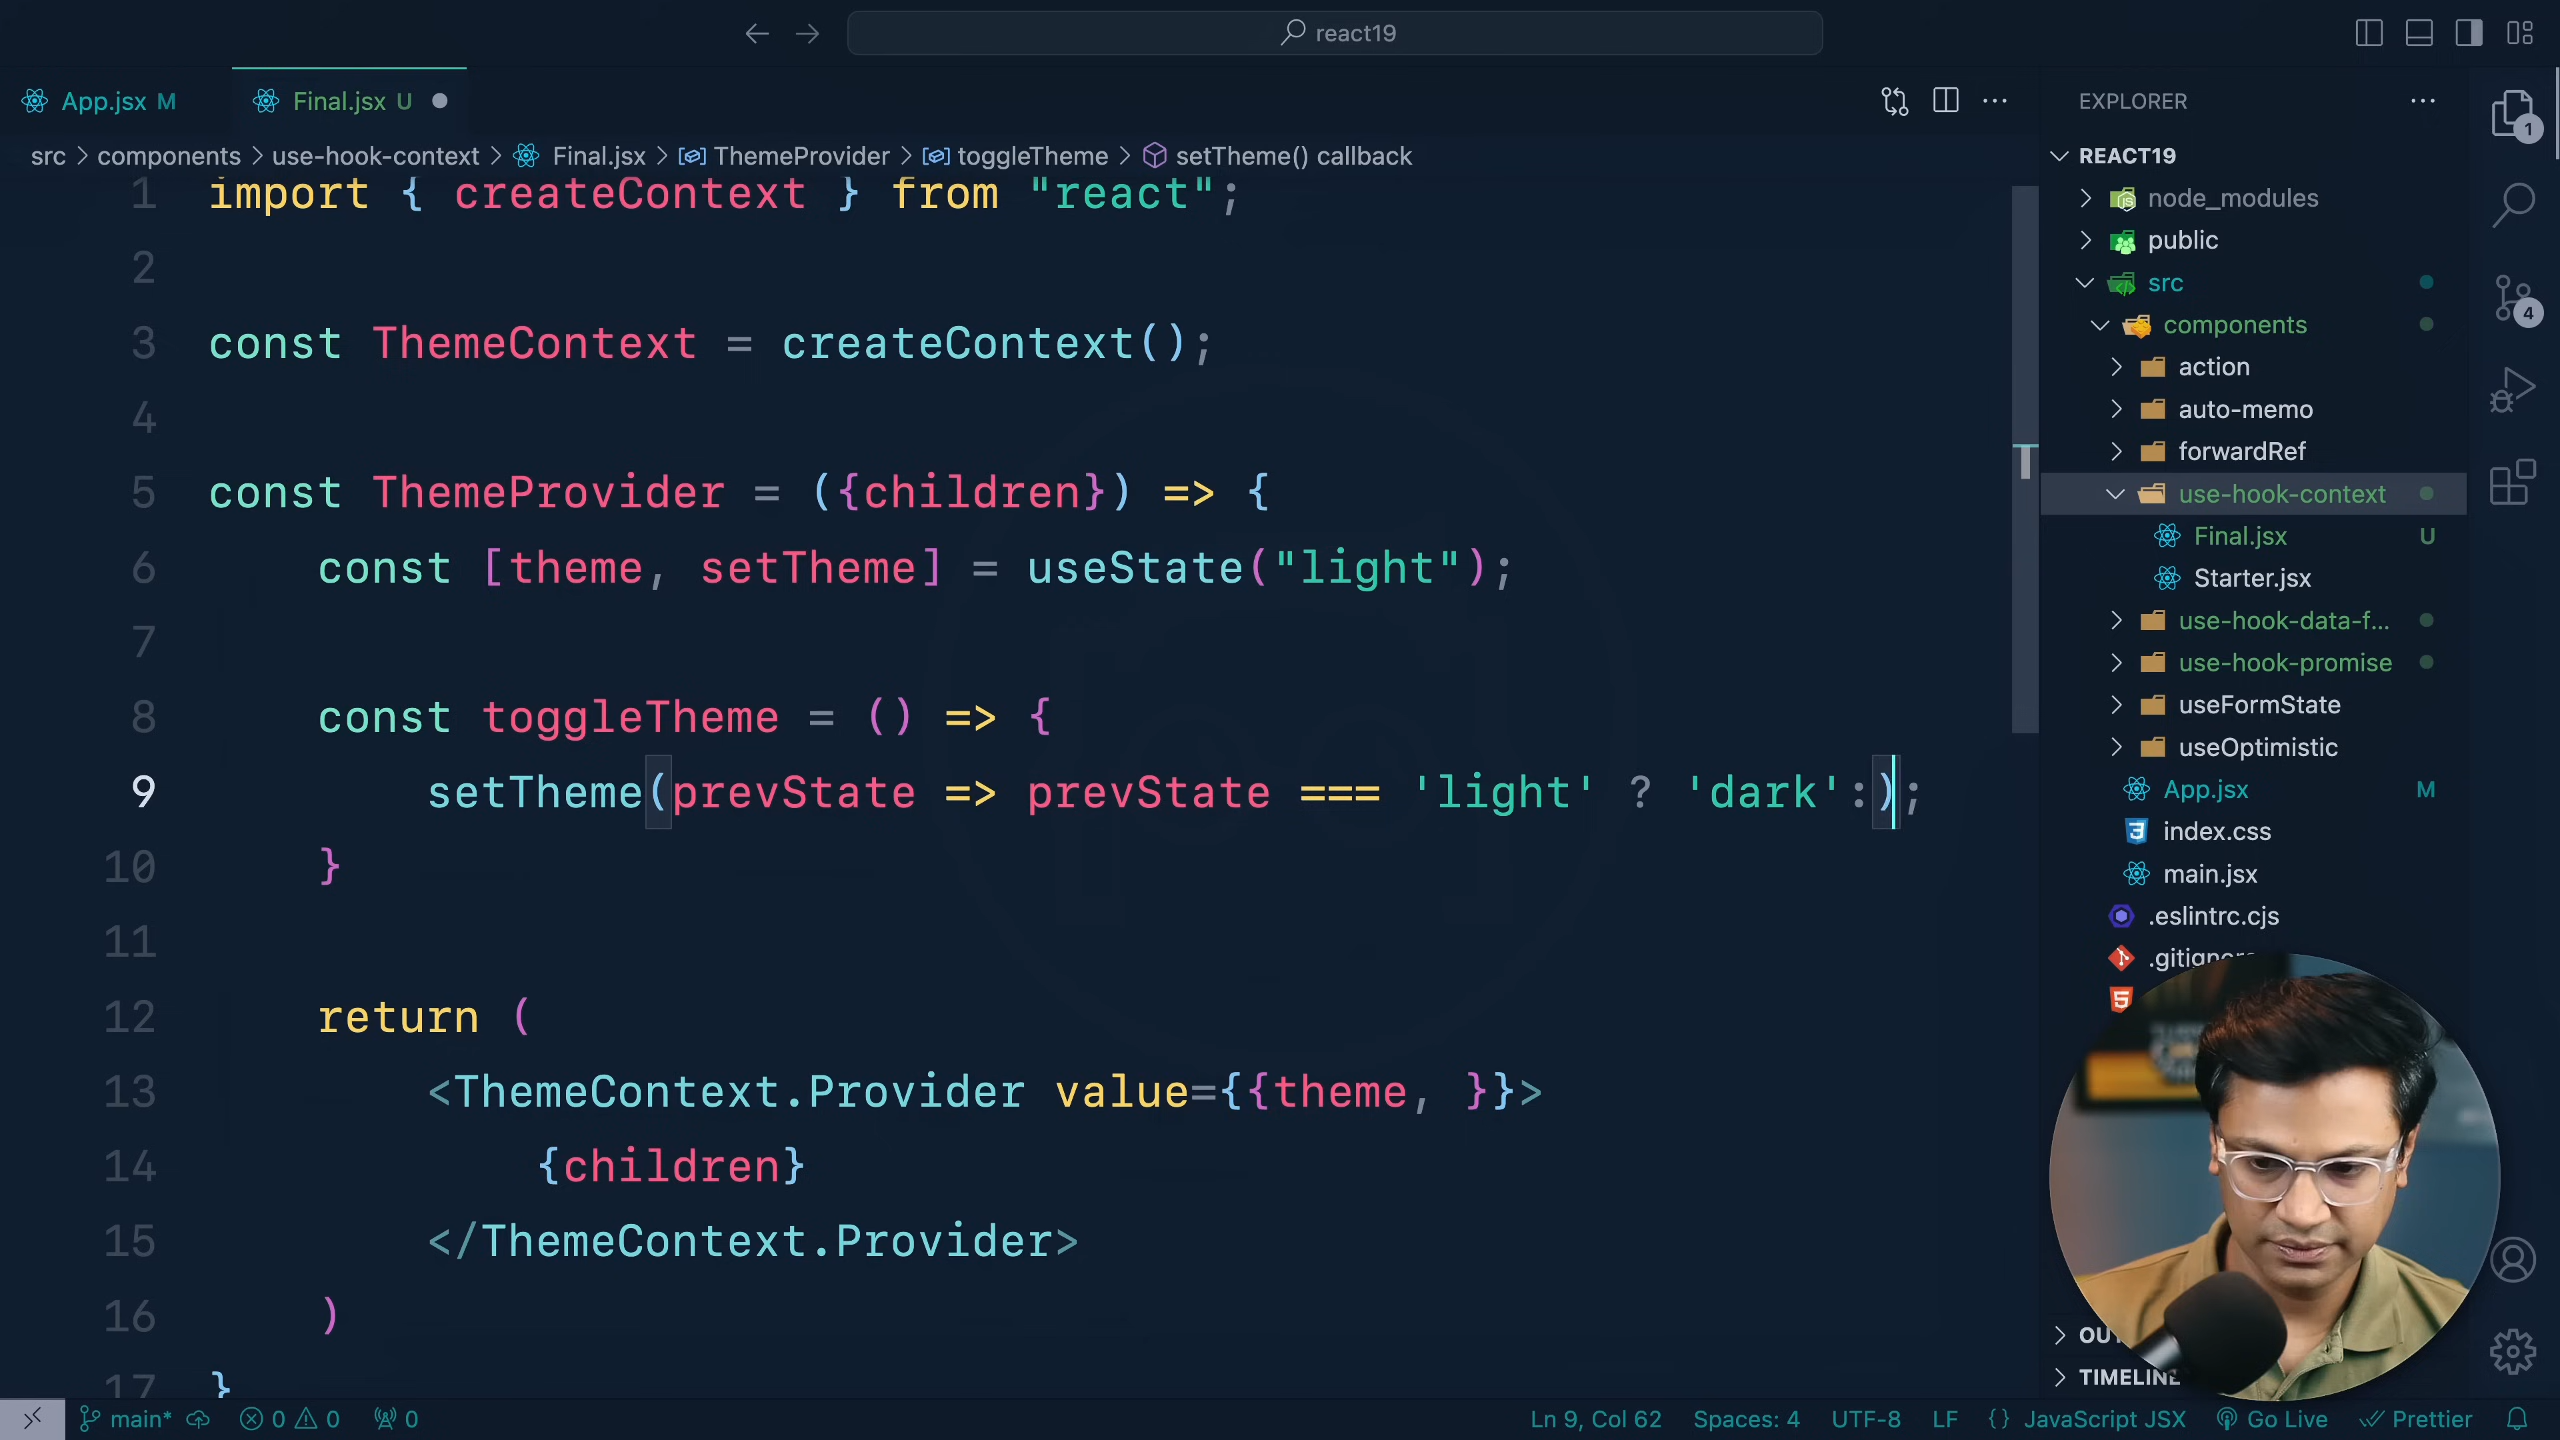 react19
App.jsx M
Final.jsx U
EXPLORER
src > components > use-hook-context > Final.jsx > ThemeProvider > toggleTheme > setTheme() callback
1 import { createContext } from "react";
2
3 const ThemeContext = createContext();
4
5 const ThemeProvider = ({children}) => {
6 const [theme, setTheme] = useState("light");
7
8 const toggleTheme = () => {
9 setTheme(prevState => prevState === 'light' ? 'dark':);
10 }
11
12 return (
13 <ThemeContext.Provider value={{theme, }}>
14 {children}
15 </ThemeContext.Provider>
16 )
17 }
REACT19
node_modules
public
src
components
action
auto-memo
forwardRef
use-hook-context
Final.jsx U
Starter.jsx
use-hook-data-f...
use-hook-promise
useFormState
useOptimistic
App.jsx M
index.css
main.jsx
.eslintrc.cjs
TIMELINE
1
4
main* 0 0 0
Ln 9, Col 62 Spaces: 4 UTF-8 LF {} JavaScript JSX Go Live Prettier